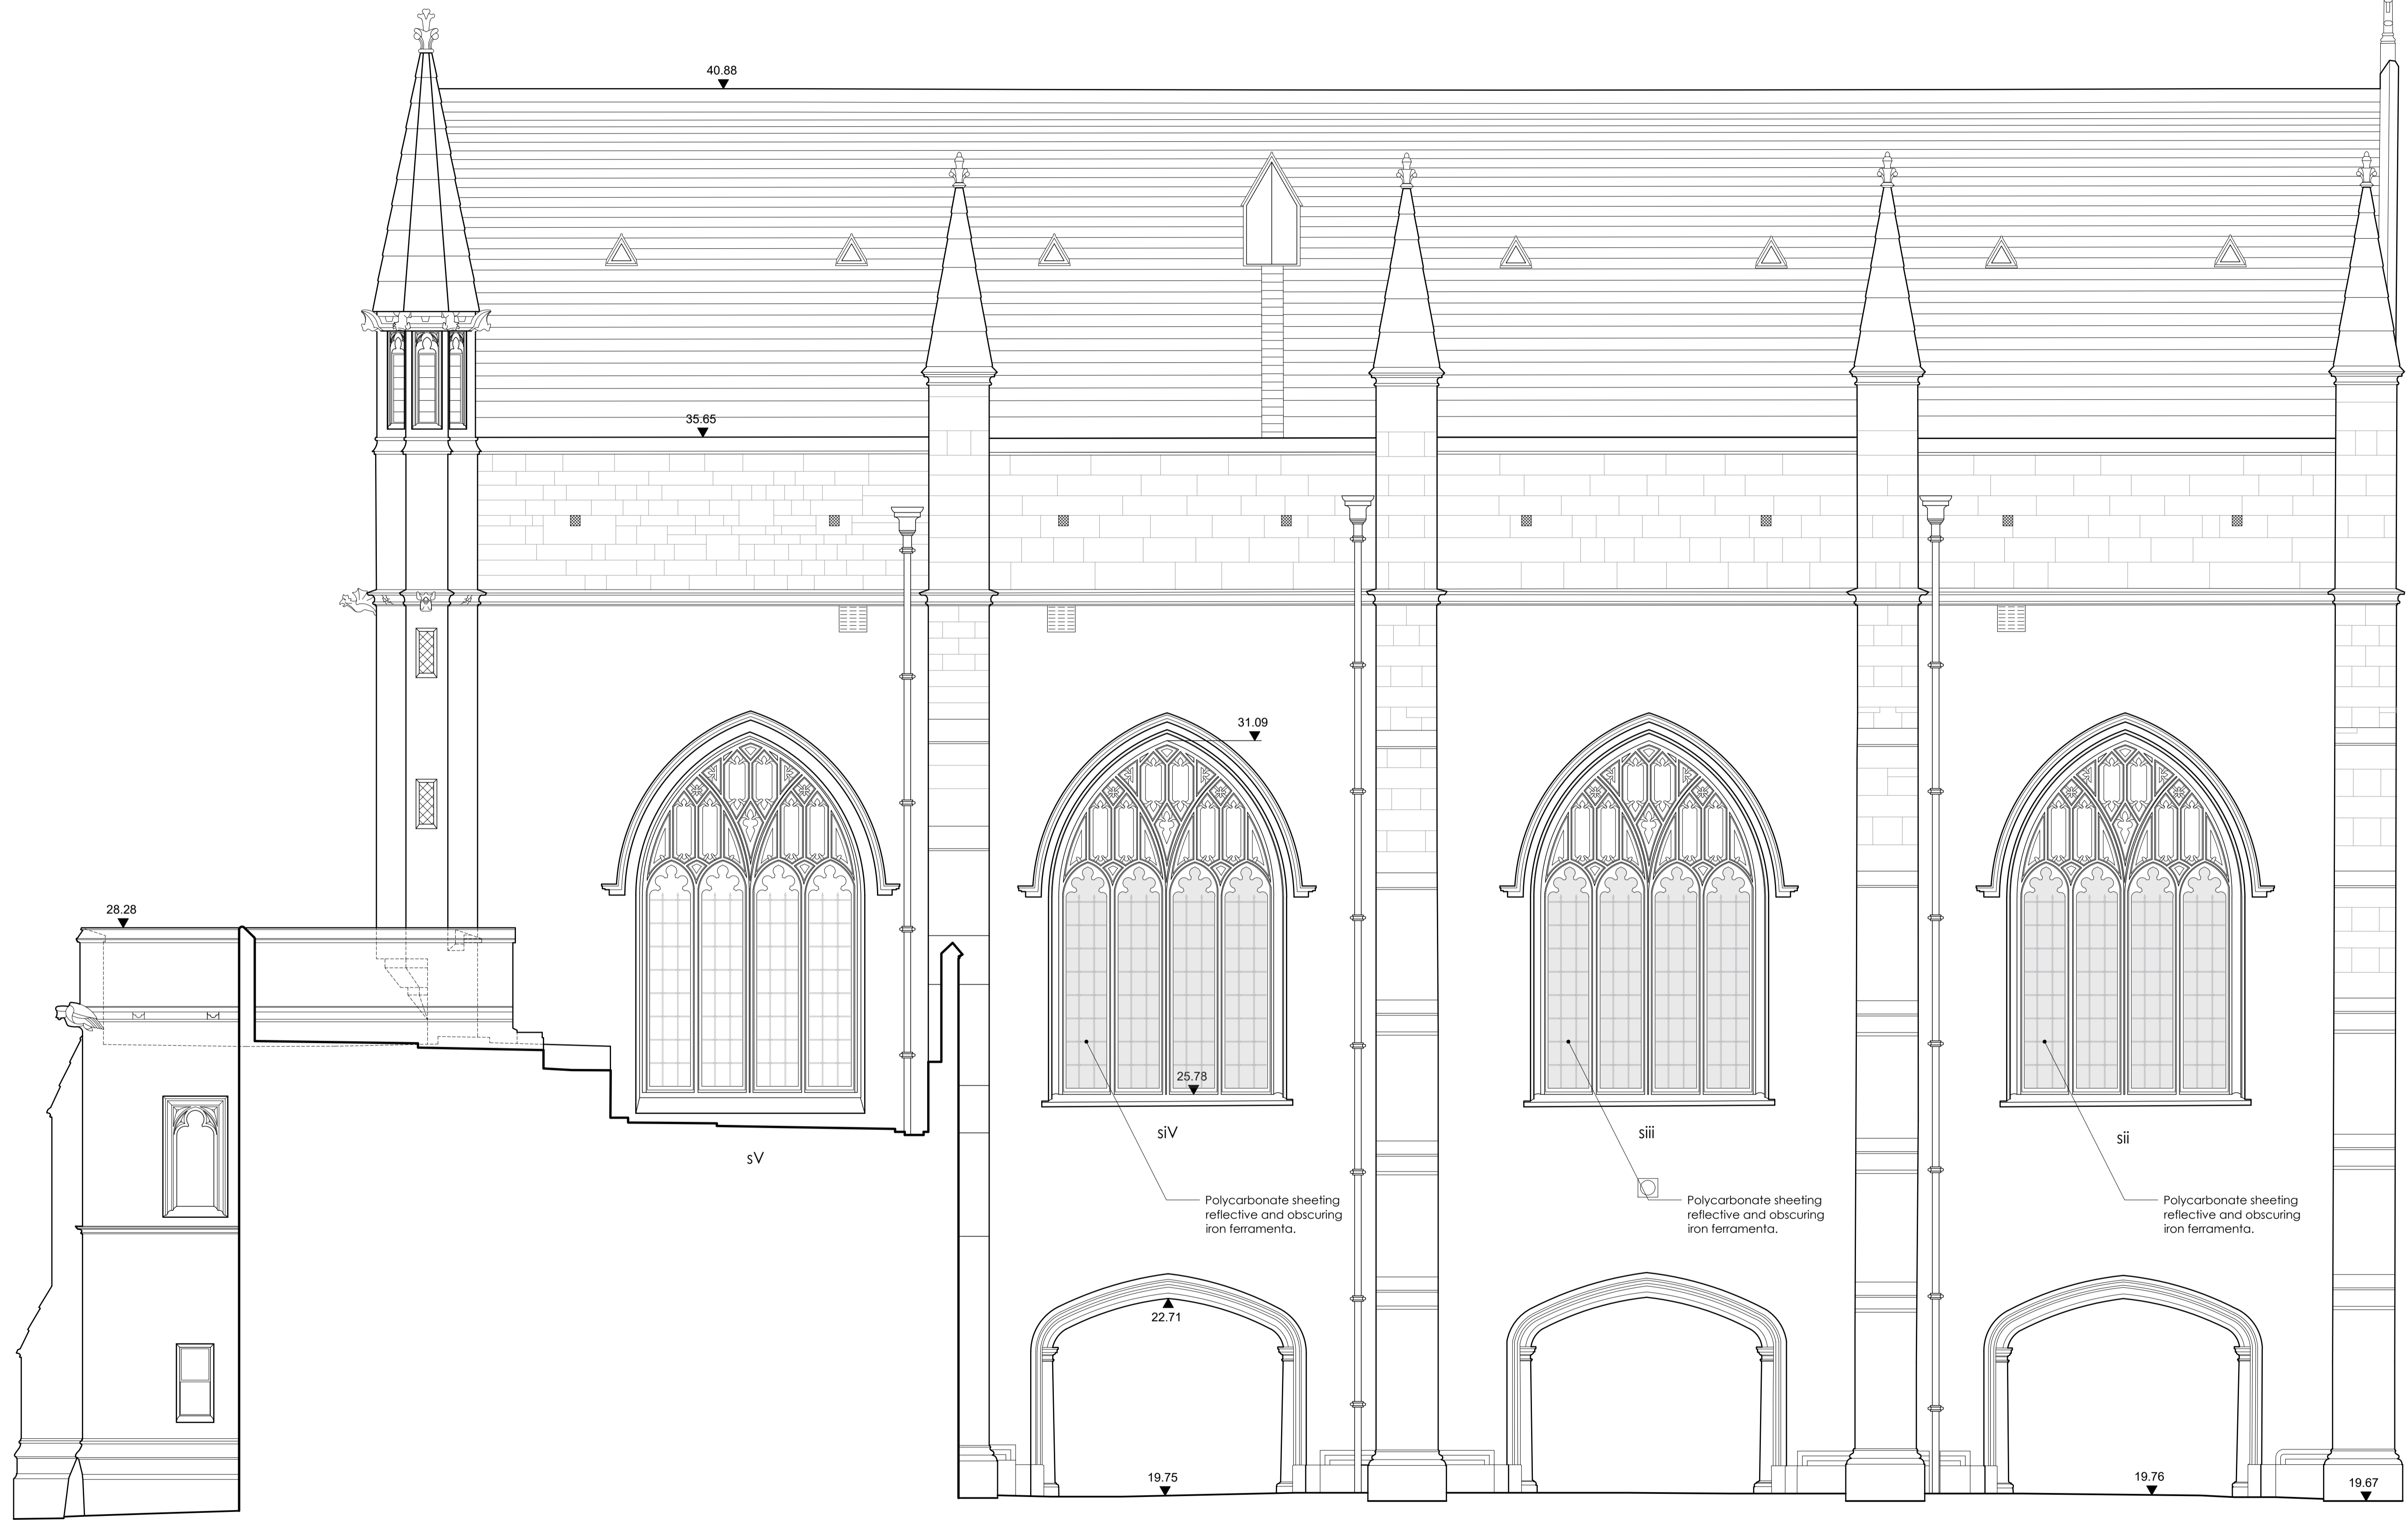 40.88
35.65
31.09
28.28
25.78
siV
siii
sii
sV
Polycarbonate sheeting
reflective and obscuring
iron ferramenta.
Polycarbonate sheeting
reflective and obscuring
iron ferramenta.
Polycarbonate sheeting
reflective and obscuring
iron ferramenta.
22.71
19.75
19.76
19.67